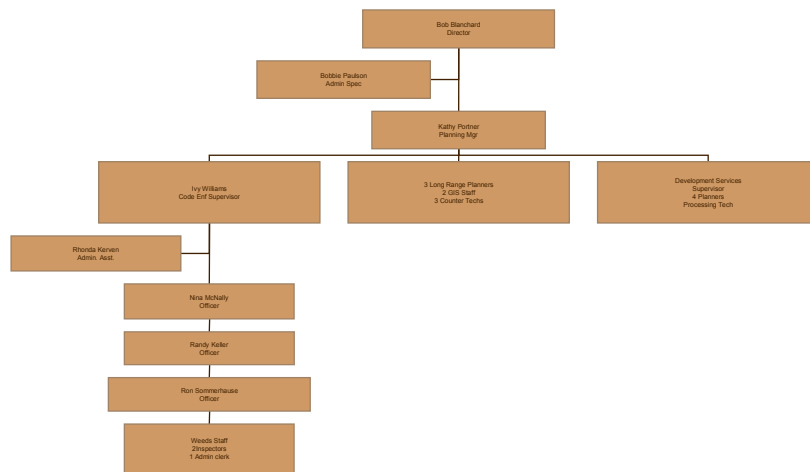 Bob Blanchard
Director
Bobbie Paulson
Admin Spec
Kathy Portner
Planning Mgr
Ivy Williams
Code Enf Supervisor
3 Long Range Planners
2 GIS Staff
3 Counter Techs
Development Services
Supervisor
4 Planners
Processing Tech
Rhonda Kerven
Admin. Asst.
Nina McNally
Officer
Randy Keller
Officer
Ron Sommerhause
Officer
Weeds Staff
2Inspectors
1 Admin clerk